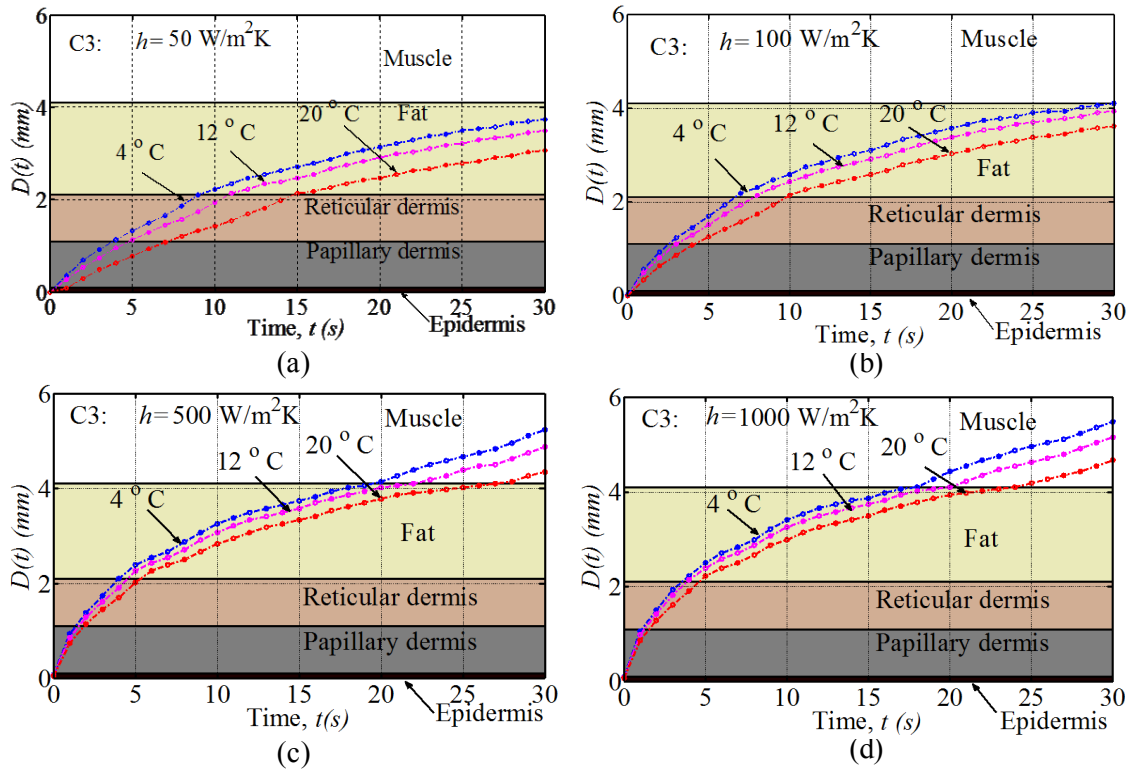 C3: h= 50 W/m²K
Muscle
20 ° C
Fat
12 ° C
4 ° C
Reticular dermis
Papillary dermis
Epidermis
D(t) (mm)
6
4
2
0
0 5 10 15 20 25 30
Time, t (s)
(a)
C3: h= 100 W/m²K
Muscle
20 ° C
12 ° C
4 ° C
Fat
Reticular dermis
Papillary dermis
Epidermis
D(t) (mm)
6
4
2
0
0 5 10 15 20 25 30
Time, t (s)
(b)
C3: h= 500 W/m²K
Muscle
20 ° C
12 ° C
4 ° C
Fat
Reticular dermis
Papillary dermis
Epidermis
D(t) (mm)
6
4
2
0
0 5 10 15 20 25 30
Time, t(s)
(c)
C3: h= 1000 W/m²K
Muscle
20 ° C
12 ° C
4 ° C
Fat
Reticular dermis
Papillary dermis
Epidermis
D(t) (mm)
6
4
2
0
0 5 10 15 20 25 30
Time, t(s)
(d)